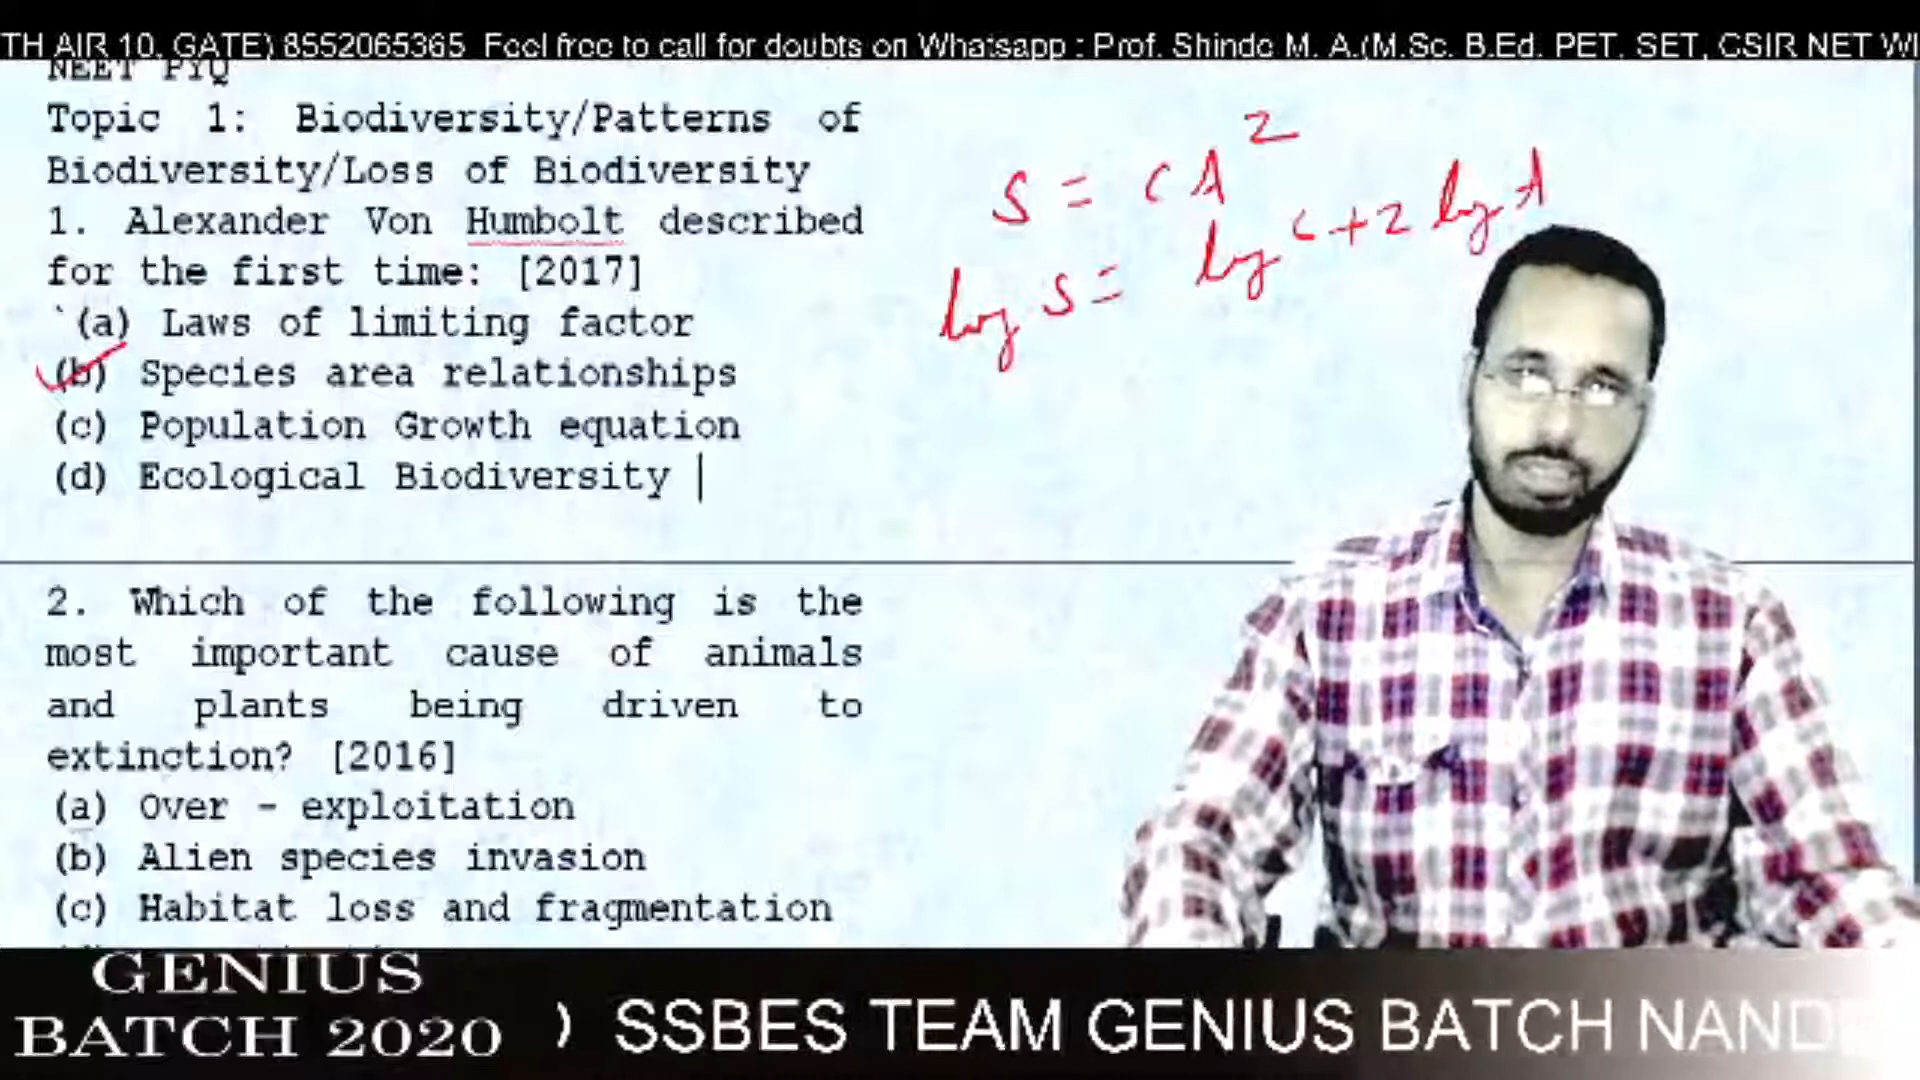 TH AIR 10, GATE) 8552065365 Feel free to call for doubts on Whatsapp : Prof. Shinde M. A.(M.Sc. B.Ed. PET. SET, CSIR NET WI
NEET PYQ
Topic 1: Biodiversity/Patterns of
Biodiversity/Loss of Biodiversity
1. Alexander Von Humbolt described
for the first time: [2017]
`(a) Laws of limiting factor
(b) Species area relationships
(c) Population Growth equation
(d) Ecological Biodiversity
S = CA^Z
log S = log C + Z log A
2. Which of the following is the
most important cause of animals
and plants being driven to
extinction? [2016]
(a) Over - exploitation
(b) Alien species invasion
(c) Habitat loss and fragmentation
GENIUS
BATCH 2020
) SSBES TEAM GENIUS BATCH NAND